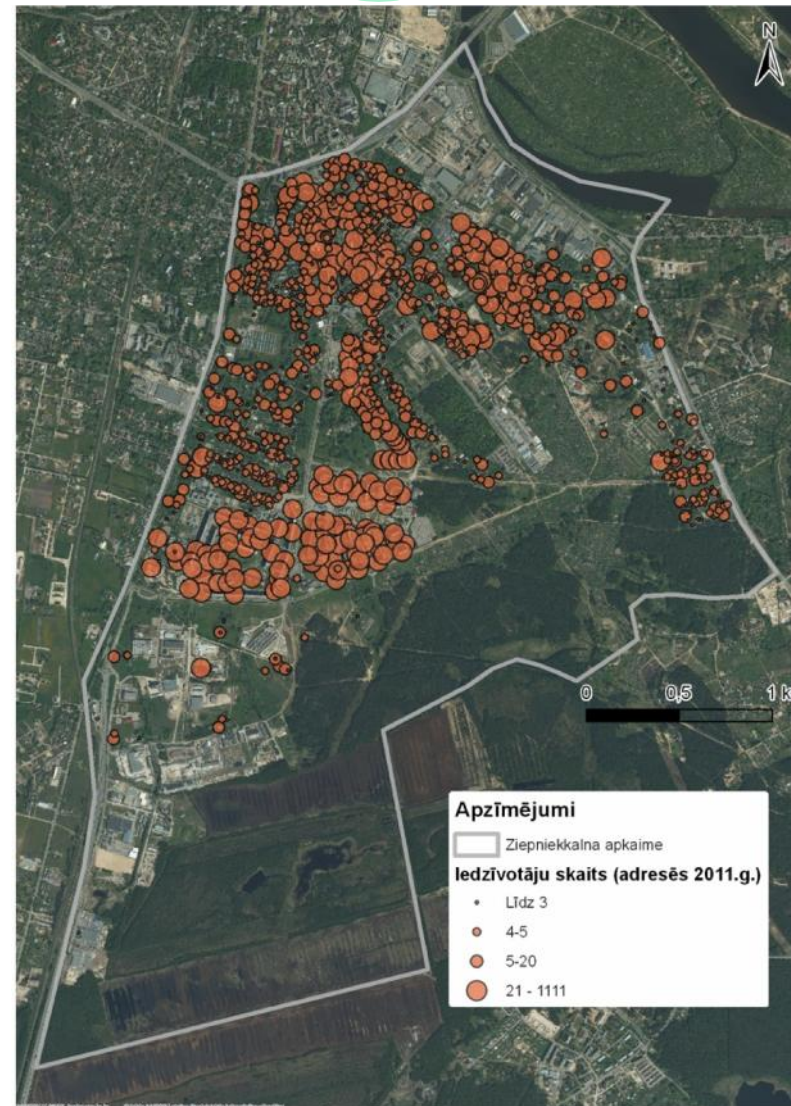 N
0 0,5 1 k
Apzīmējumi
Ziepniekkalna apkaime
Iedzīvotāju skaits (adresēs 2011.g.)
Līdz 3
4-5
5-20
21 - 1111